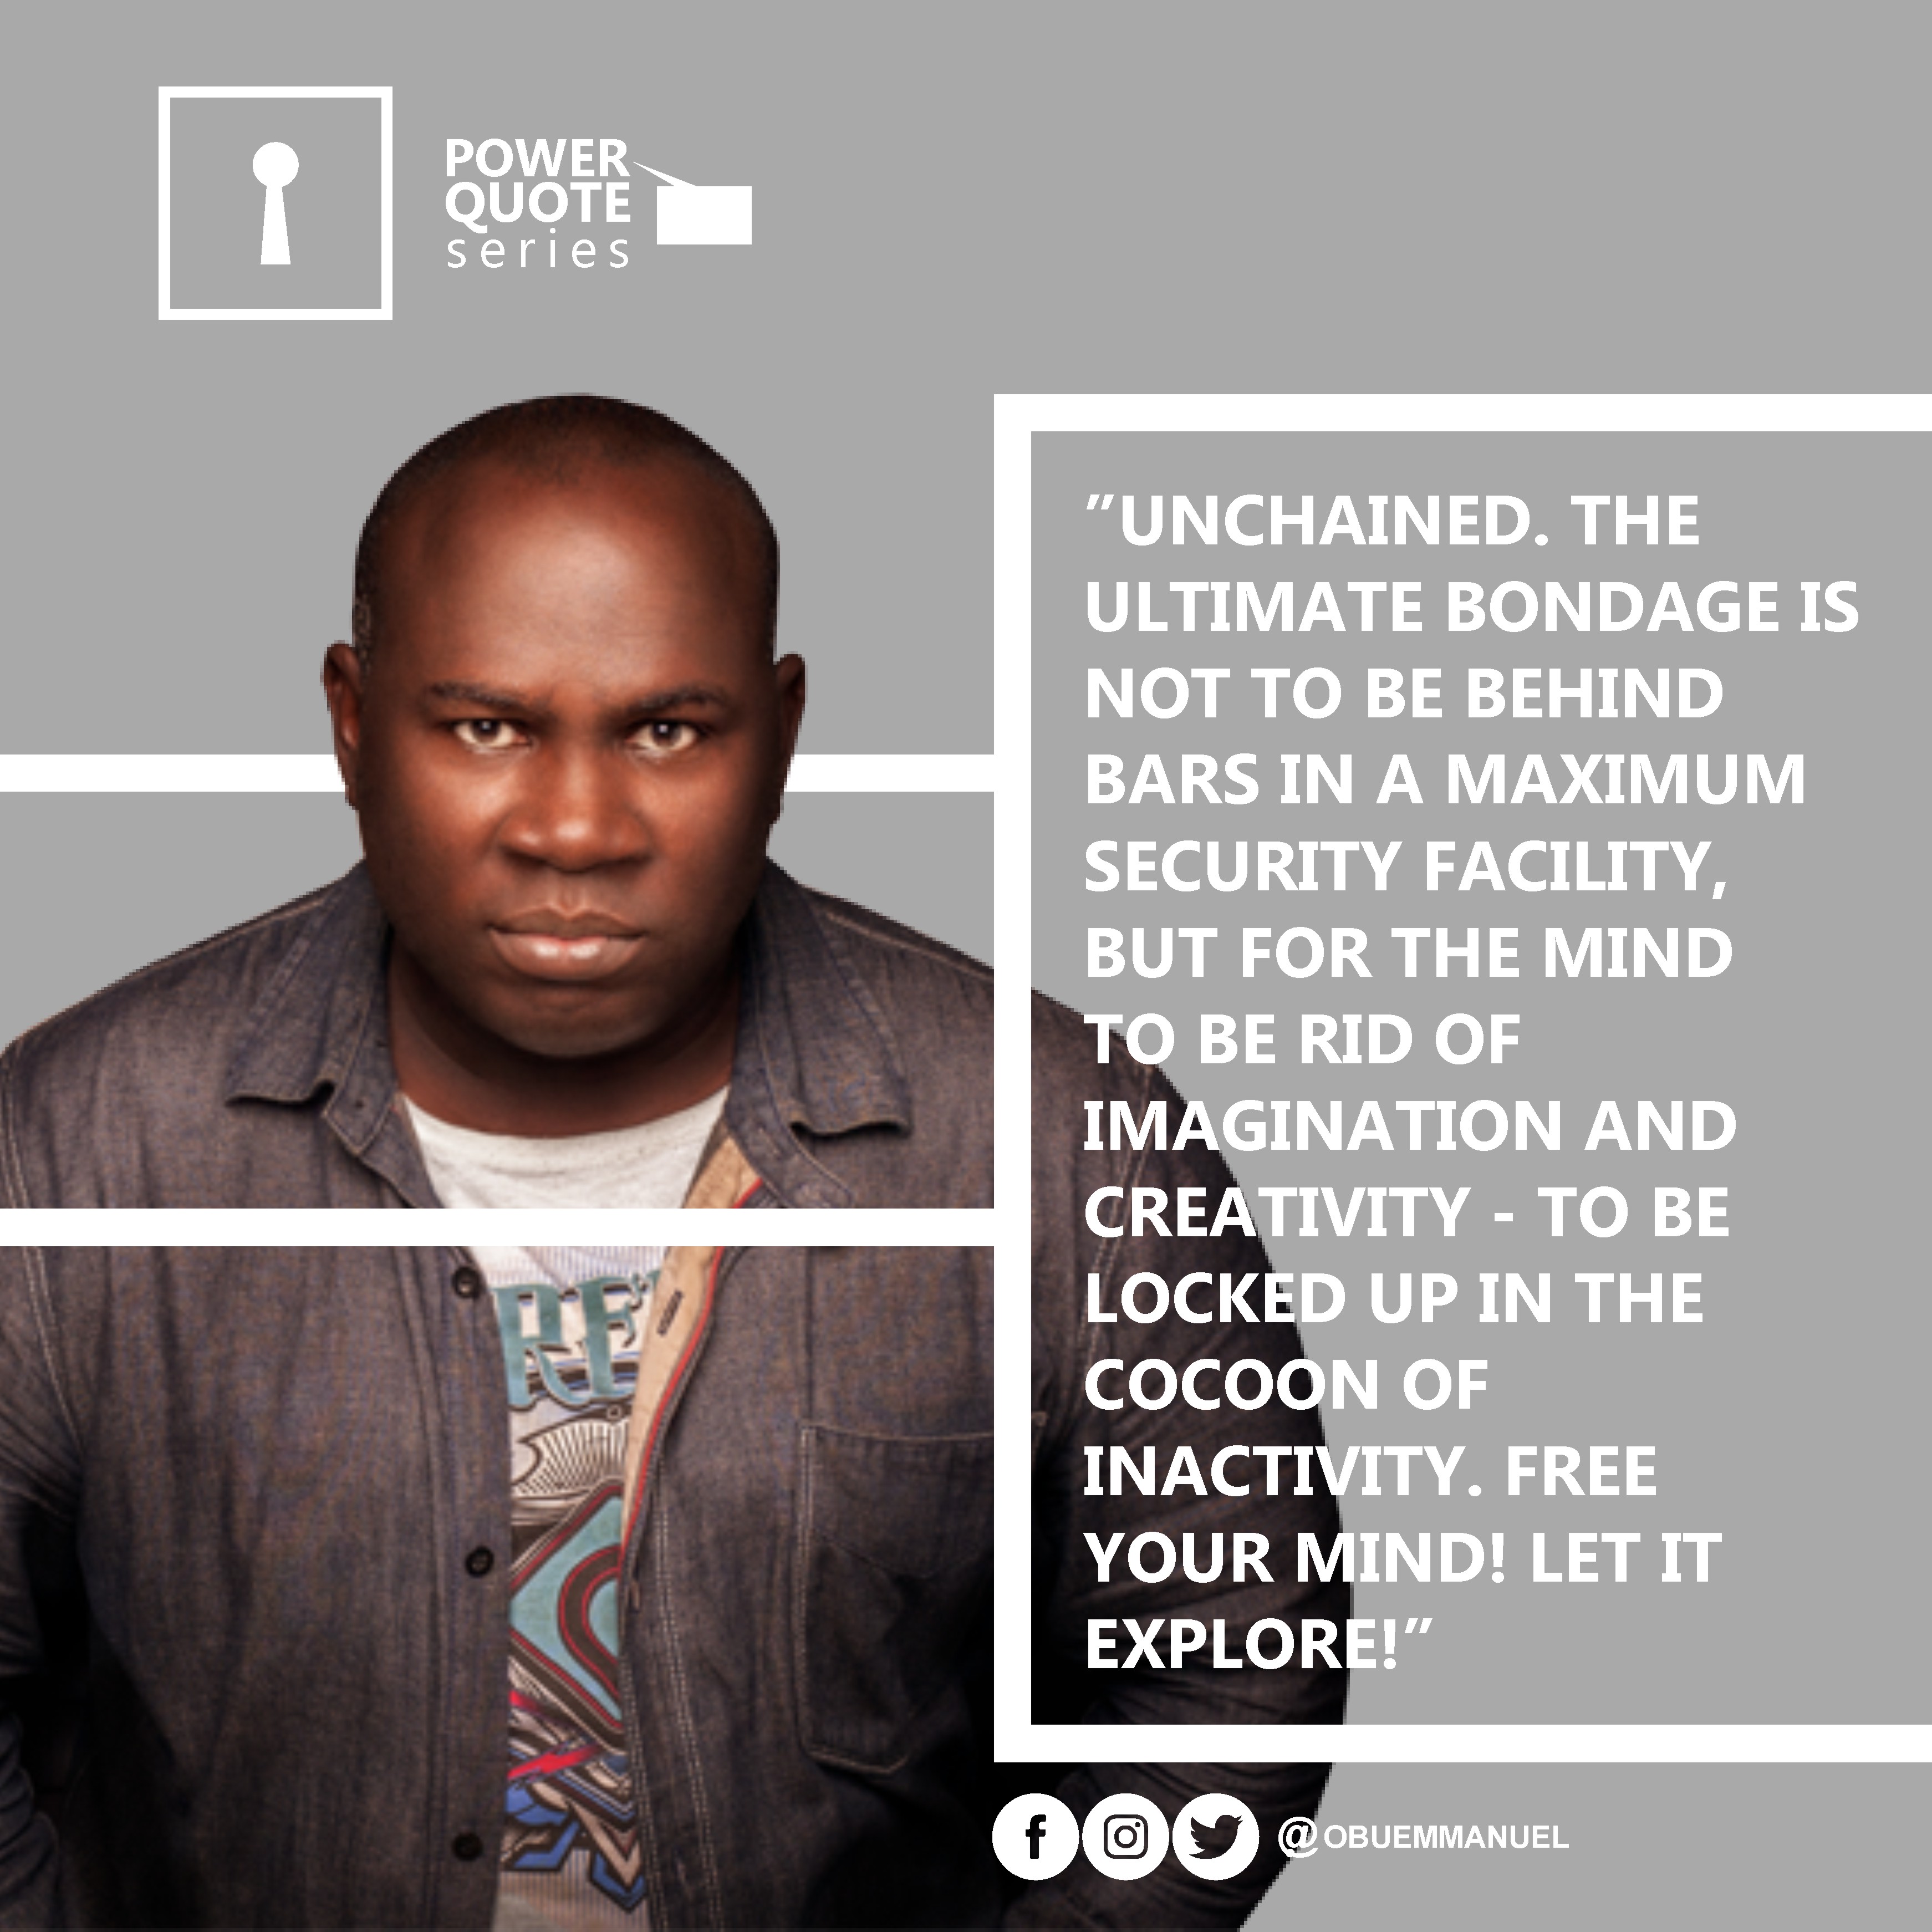 POWER
QUOTE
series
"UNCHAINED. THE
ULTIMATE BONDAGE IS
NOT TO BE BEHIND
BARS IN A MAXIMUM
SECURITY FACILITY,
BUT FOR THE MIND
TO BE RID OF
IMAGINATION AND
CREATIVITY - TO BE
LOCKED UP IN THE
COCOON OF
INACTIVITY. FREE
YOUR MIND! LET IT
EXPLORE!"
RE
@OBUEMMANUEL